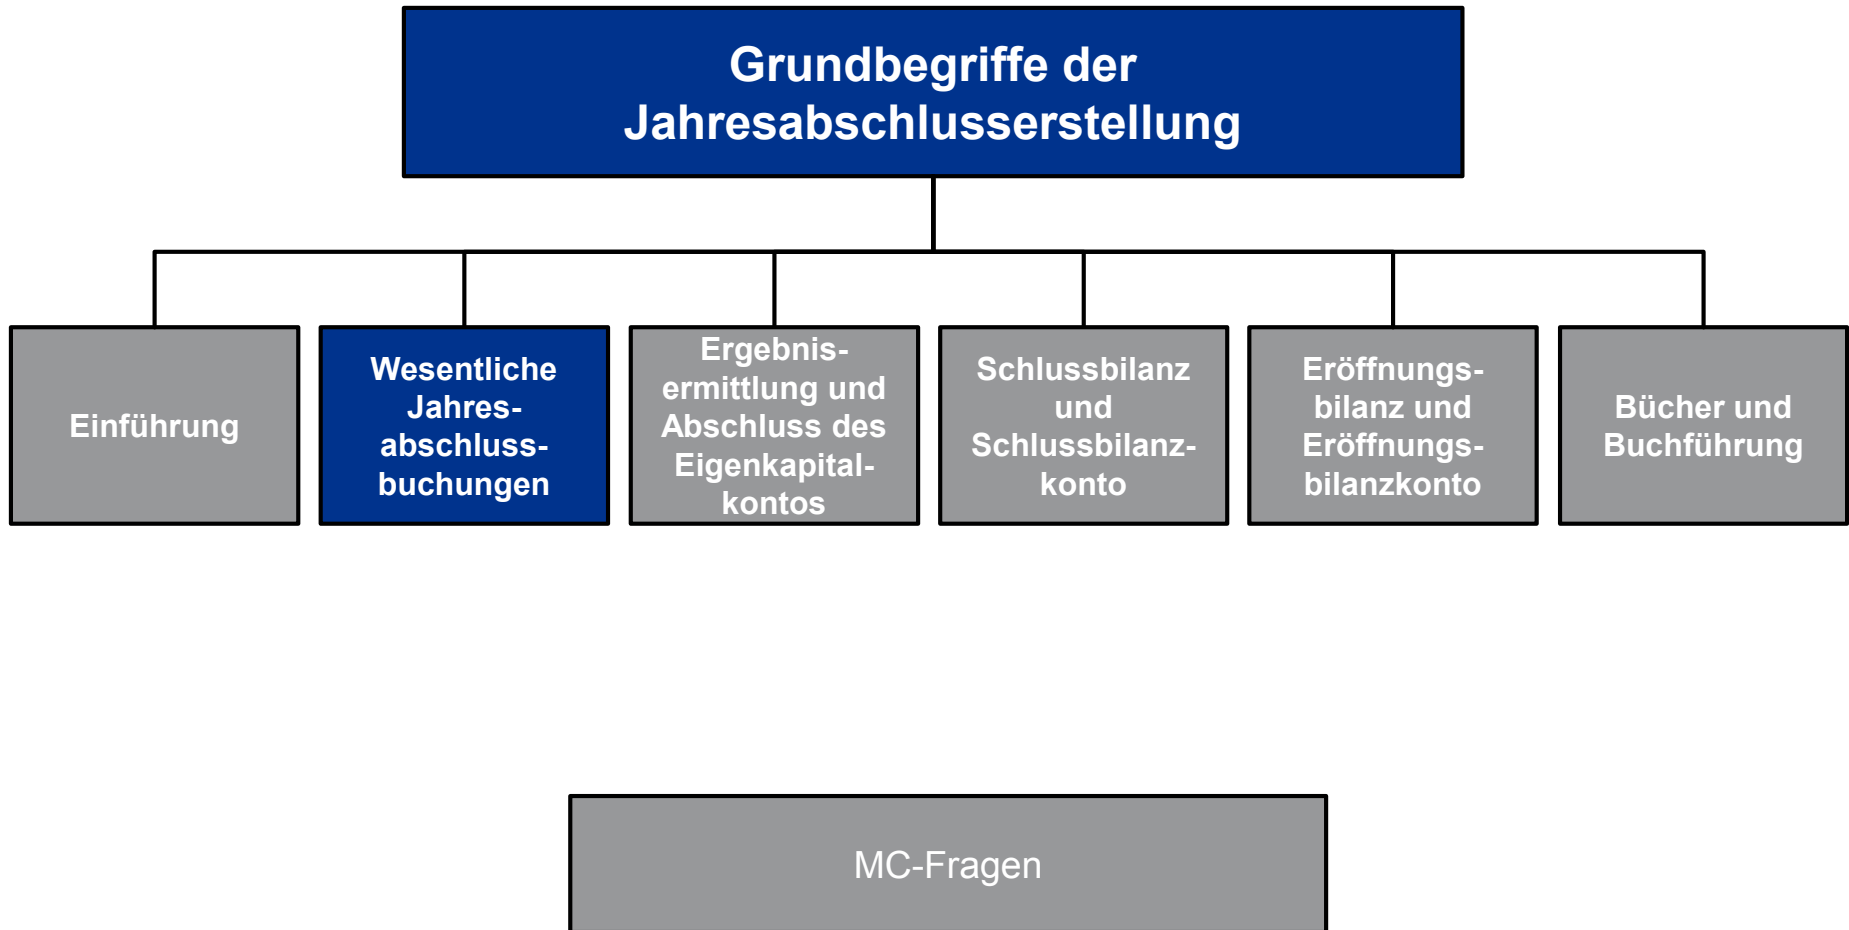 Grundbegriffe der
Jahresabschlusserstellung
Einführung
Wesentliche
Jahres-
abschluss-
buchungen
Ergebnis-
ermittlung und
Abschluss des
Eigenkapital-
kontos
Schlussbilanz
und
Schlussbilanz-
konto
Eröffnungs-
bilanz und
Eröffnungs-
bilanzkonto
Bücher und
Buchführung
MC-Fragen